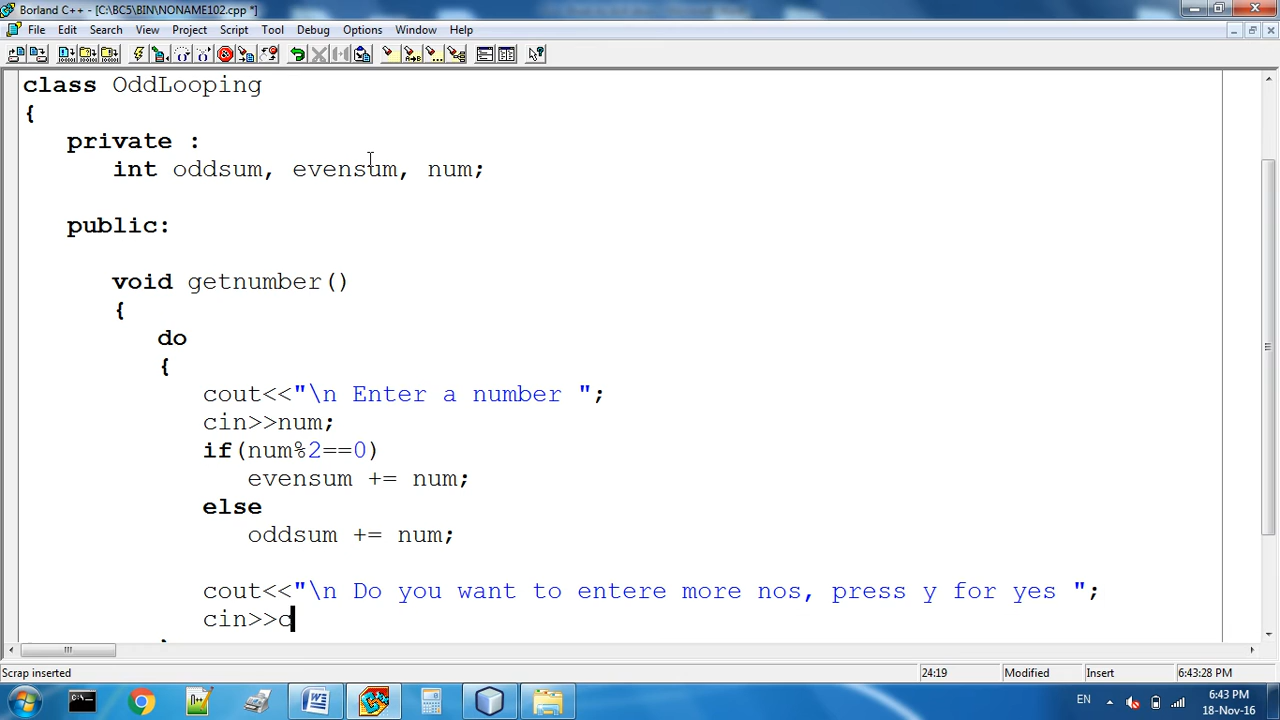 Borland C++ - [C:\BC5\BIN\NONAME102.cpp *]
File Edit Search View Project Script Tool Debug Options Window Help
class OddLooping
{
private :
int oddsum, evensum, num;
public:
void getnumber()
{
do
{
cout<<"\n Enter a number ";
cin>>num;
if(num%2==0)
evensum += num;
else
oddsum += num;
cout<<"\n Do you want to entere more nos, press y for yes ";
cin>>c
Scrap inserted 24:19 Modified Insert 6:43:28 PM
EN 6:43 PM
18-Nov-16